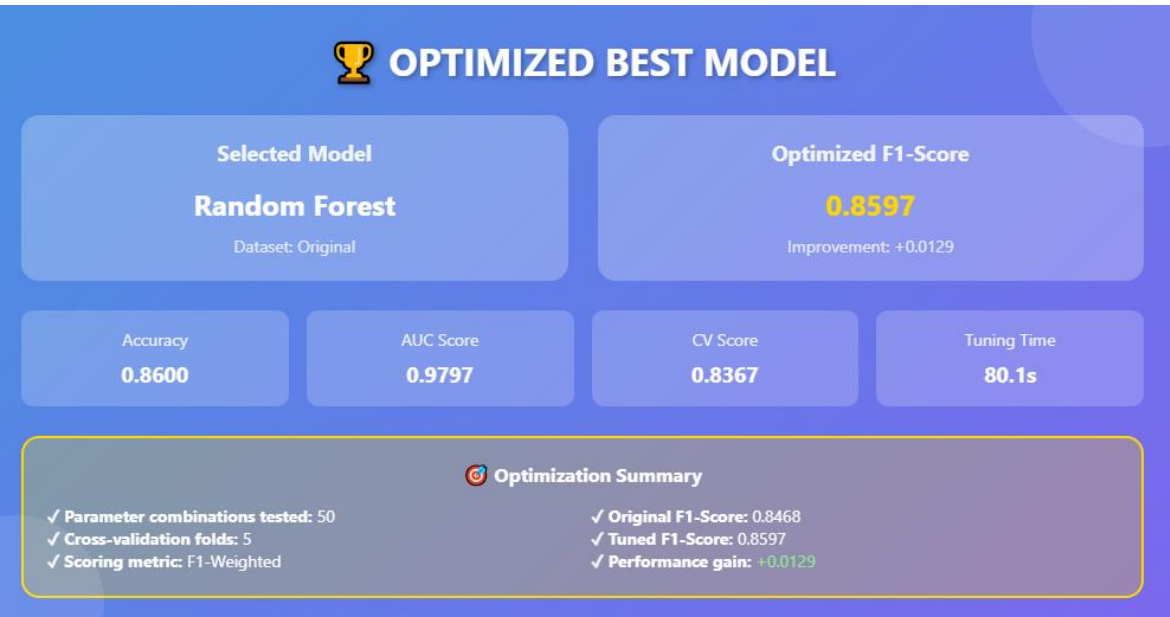 🏆 OPTIMIZED BEST MODEL
Selected Model
Random Forest
Dataset: Original
Optimized F1-Score
0.8597
Improvement: +0.0129
Accuracy
0.8600
AUC Score
0.9797
CV Score
0.8367
Tuning Time
80.1s
🎯 Optimization Summary
✓ Parameter combinations tested: 50
✓ Cross-validation folds: 5
✓ Scoring metric: F1-Weighted
✓ Original F1-Score: 0.8468
✓ Tuned F1-Score: 0.8597
✓ Performance gain: +0.0129